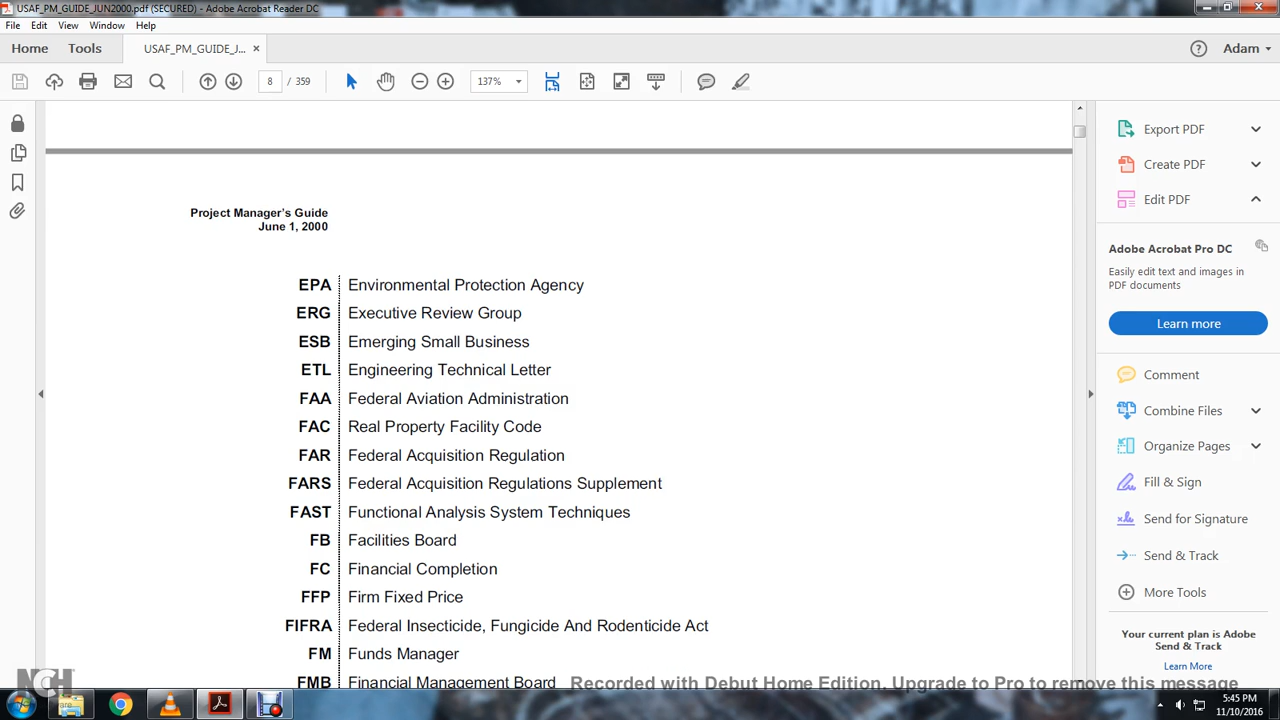 USAF_PM_GUIDE_JUN2000.pdf (SECURED) - Adobe Acrobat Reader DC
File Edit View Window Help
Home Tools USAF_PM_GUIDE_J... × Adam
8 / 359 137%
Project Manager's Guide
June 1, 2000
EPA Environmental Protection Agency
ERG Executive Review Group
ESB Emerging Small Business
ETL Engineering Technical Letter
FAA Federal Aviation Administration
FAC Real Property Facility Code
FAR Federal Acquisition Regulation
FARS Federal Acquisition Regulations Supplement
FAST Functional Analysis System Techniques
FB Facilities Board
FC Financial Completion
FFP Firm Fixed Price
FIFRA Federal Insecticide, Fungicide And Rodenticide Act
FM Funds Manager
FMB Financial Management Board
Export PDF
Create PDF
Edit PDF
Adobe Acrobat Pro DC
Easily edit text and images in
PDF documents
Learn more
Comment
Combine Files
Organize Pages
Fill & Sign
Send for Signature
Send & Track
More Tools
Your current plan is Adobe
Send & Track
Learn More
NCH
Recorded with Debut Home Edition. Upgrade to Pro to remove this message
5:45 PM
11/10/2016